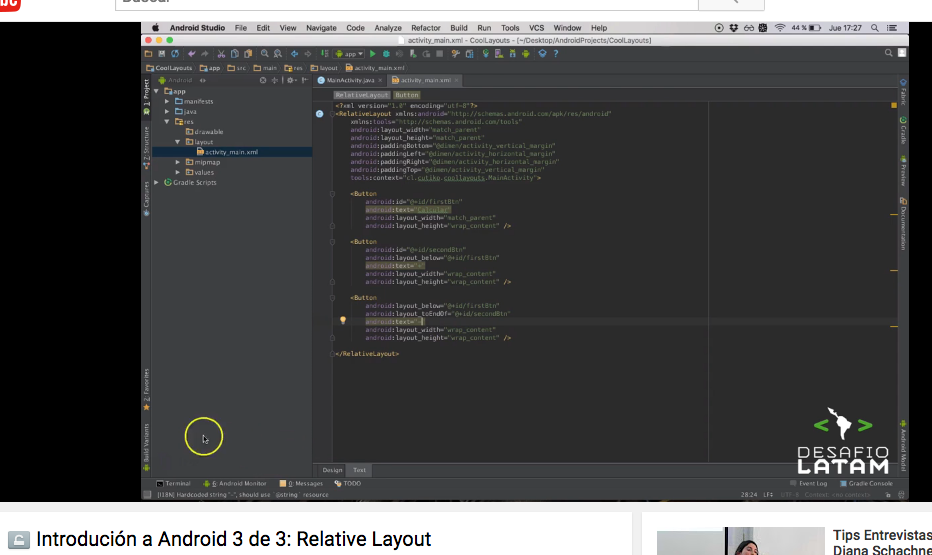 Buscar
Android Studio File Edit View Navigate Code Analyze Refactor Build Run Tools VCS Window Help 44% Jue 17:27
activity_main.xml - CoolLayouts - [~/Desktop/AndroidProjects/CoolLayouts]
app
CoolLayouts app src main res layout activity_main.xml
Android
MainActivity.java × activity_main.xml ×
1: Project
7: Structure
Captures
2: Favorites
Build Variants
app
manifests
java
res
drawable
layout
activity_main.xml
mipmap
values
Gradle Scripts
RelativeLayout Button
<?xml version="1.0" encoding="utf-8"?>
<RelativeLayout xmlns:android="http://schemas.android.com/apk/res/android"
xmlns:tools="http://schemas.android.com/tools"
android:layout_width="match_parent"
android:layout_height="match_parent"
android:paddingBottom="@dimen/activity_vertical_margin"
android:paddingLeft="@dimen/activity_horizontal_margin"
android:paddingRight="@dimen/activity_horizontal_margin"
android:paddingTop="@dimen/activity_vertical_margin"
tools:context="cl.cutiko.coollayouts.MainActivity">
<Button
android:id="@+id/firstBtn"
android:text="Calcular"
android:layout_width="match_parent"
android:layout_height="wrap_content" />
<Button
android:id="@+id/secondBtn"
android:layout_below="@+id/firstBtn"
android:text="+"
android:layout_width="wrap_content"
android:layout_height="wrap_content" />
<Button
android:layout_below="@+id/firstBtn"
android:layout_toEndOf="@+id/secondBtn"
android:text="-"
android:layout_width="wrap_content"
android:layout_height="wrap_content" />
</RelativeLayout>
Fabric
Gradle
Preview
Documentation
Android Model
DESAFIO
LATAM
Design Text
Terminal 6: Android Monitor 0: Messages TODO Event Log Gradle Console
[I18N] Hardcoded string "-", should use `@string` resource 28:24 LF÷ UTF-8 Context: <no context>
Introducción a Android 3 de 3: Relative Layout
Tips Entrevistas
Diana Schachne